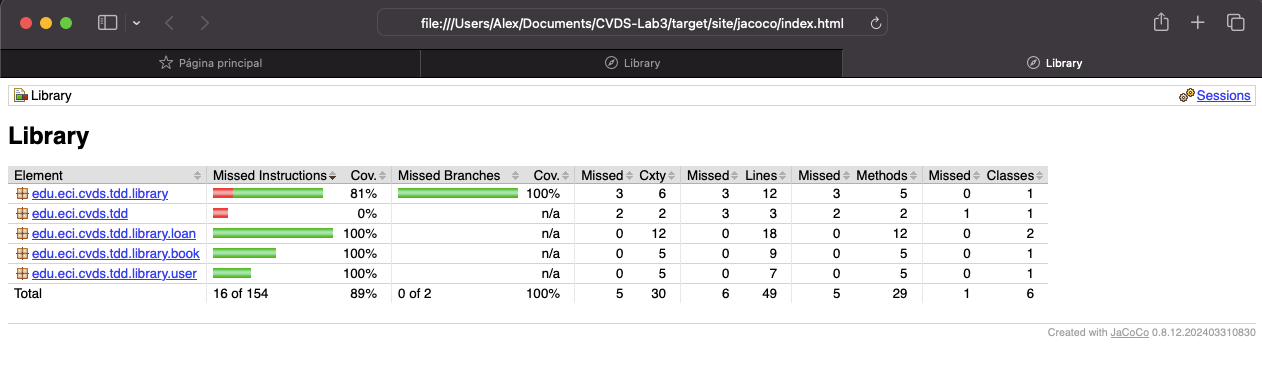 file:///Users/Alex/Documents/CVDS-Lab3/target/site/jacoco/index.html
Página principal Library Library
Library Sessions
Library
Element Missed Instructions Cov. Missed Branches Cov. Missed Cxty Missed Lines Missed Methods Missed Classes
edu.eci.cvds.tdd.library 81% 100% 3 6 3 12 3 5 0 1
edu.eci.cvds.tdd 0% n/a 2 2 3 3 2 2 1 1
edu.eci.cvds.tdd.library.loan 100% n/a 0 12 0 18 0 12 0 2
edu.eci.cvds.tdd.library.book 100% n/a 0 5 0 9 0 5 0 1
edu.eci.cvds.tdd.library.user 100% n/a 0 5 0 7 0 5 0 1
Total 16 of 154 89% 0 of 2 100% 5 30 6 49 5 29 1 6
Created with JaCoCo 0.8.12.202403310830